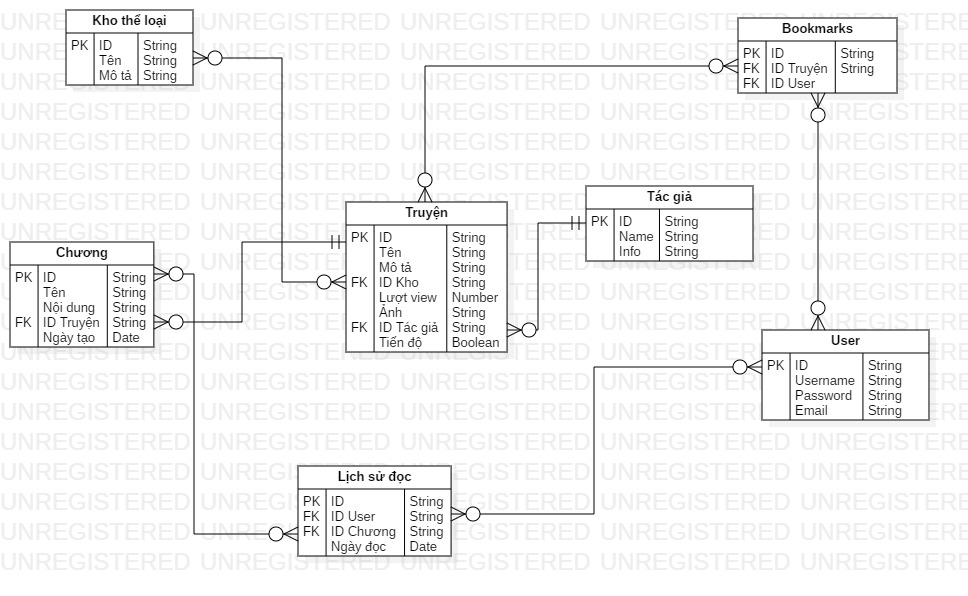 Kho thể loại
PK ID String
Tên String
Mô tả String
Bookmarks
PK ID String
FK ID Truyện String
FK ID User
Tác giả
PK ID String
Name String
Info String
Truyện
PK ID String
Tên String
Mô tả String
FK ID Kho String
Lượt view Number
Ảnh String
FK ID Tác giả String
Tiến độ Boolean
Chương
PK ID String
Tên String
Nội dung String
FK ID Truyện String
Ngày tạo Date
User
PK ID String
Username String
Password String
Email String
Lịch sử đọc
PK ID String
FK ID User String
FK ID Chương String
Ngày đọc Date
UNREGISTERED